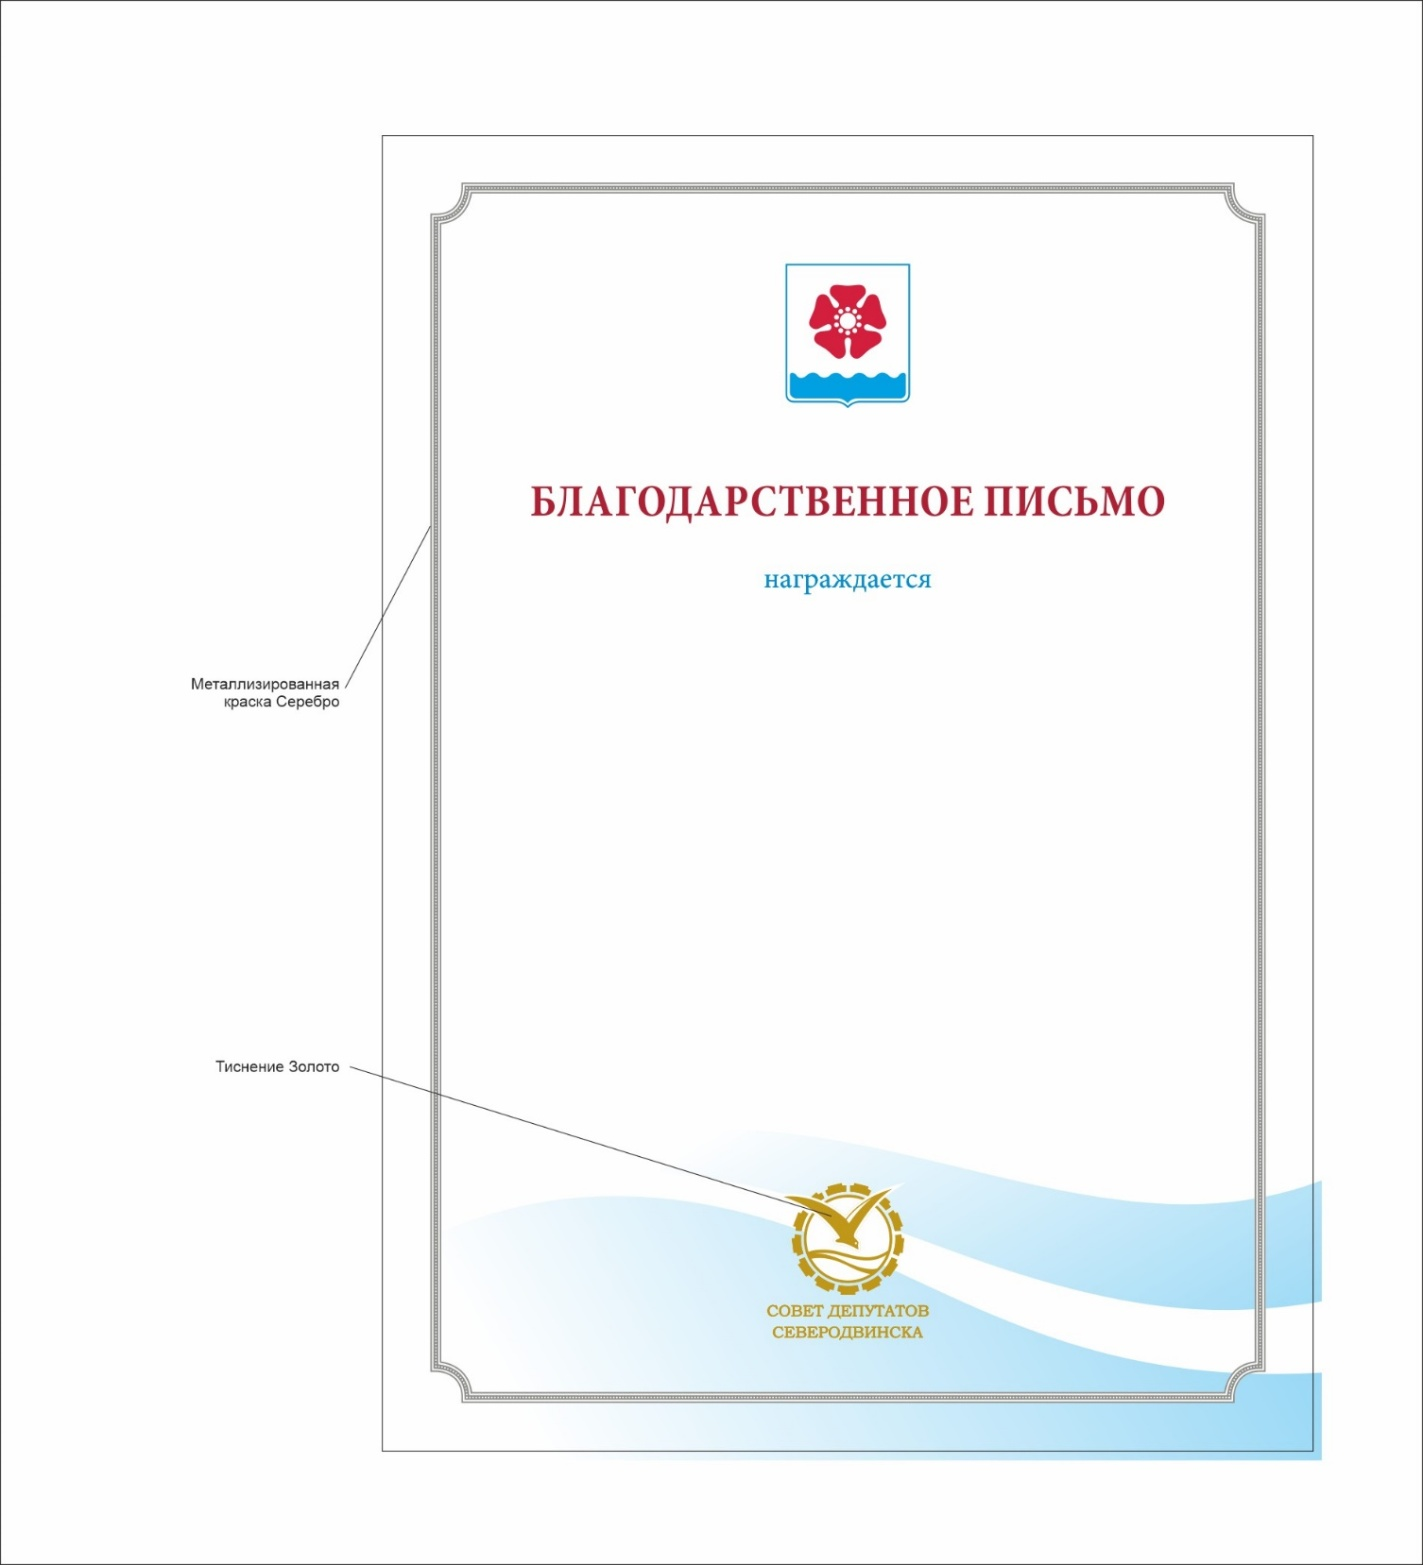 БЛАГОДАРСТВЕННОЕ ПИСЬМО
награждается
Металлизированная
краска Серебро
Тиснение Золото
СОВЕТ ДЕПУТАТОВ
СЕВЕРОДВИНСКА